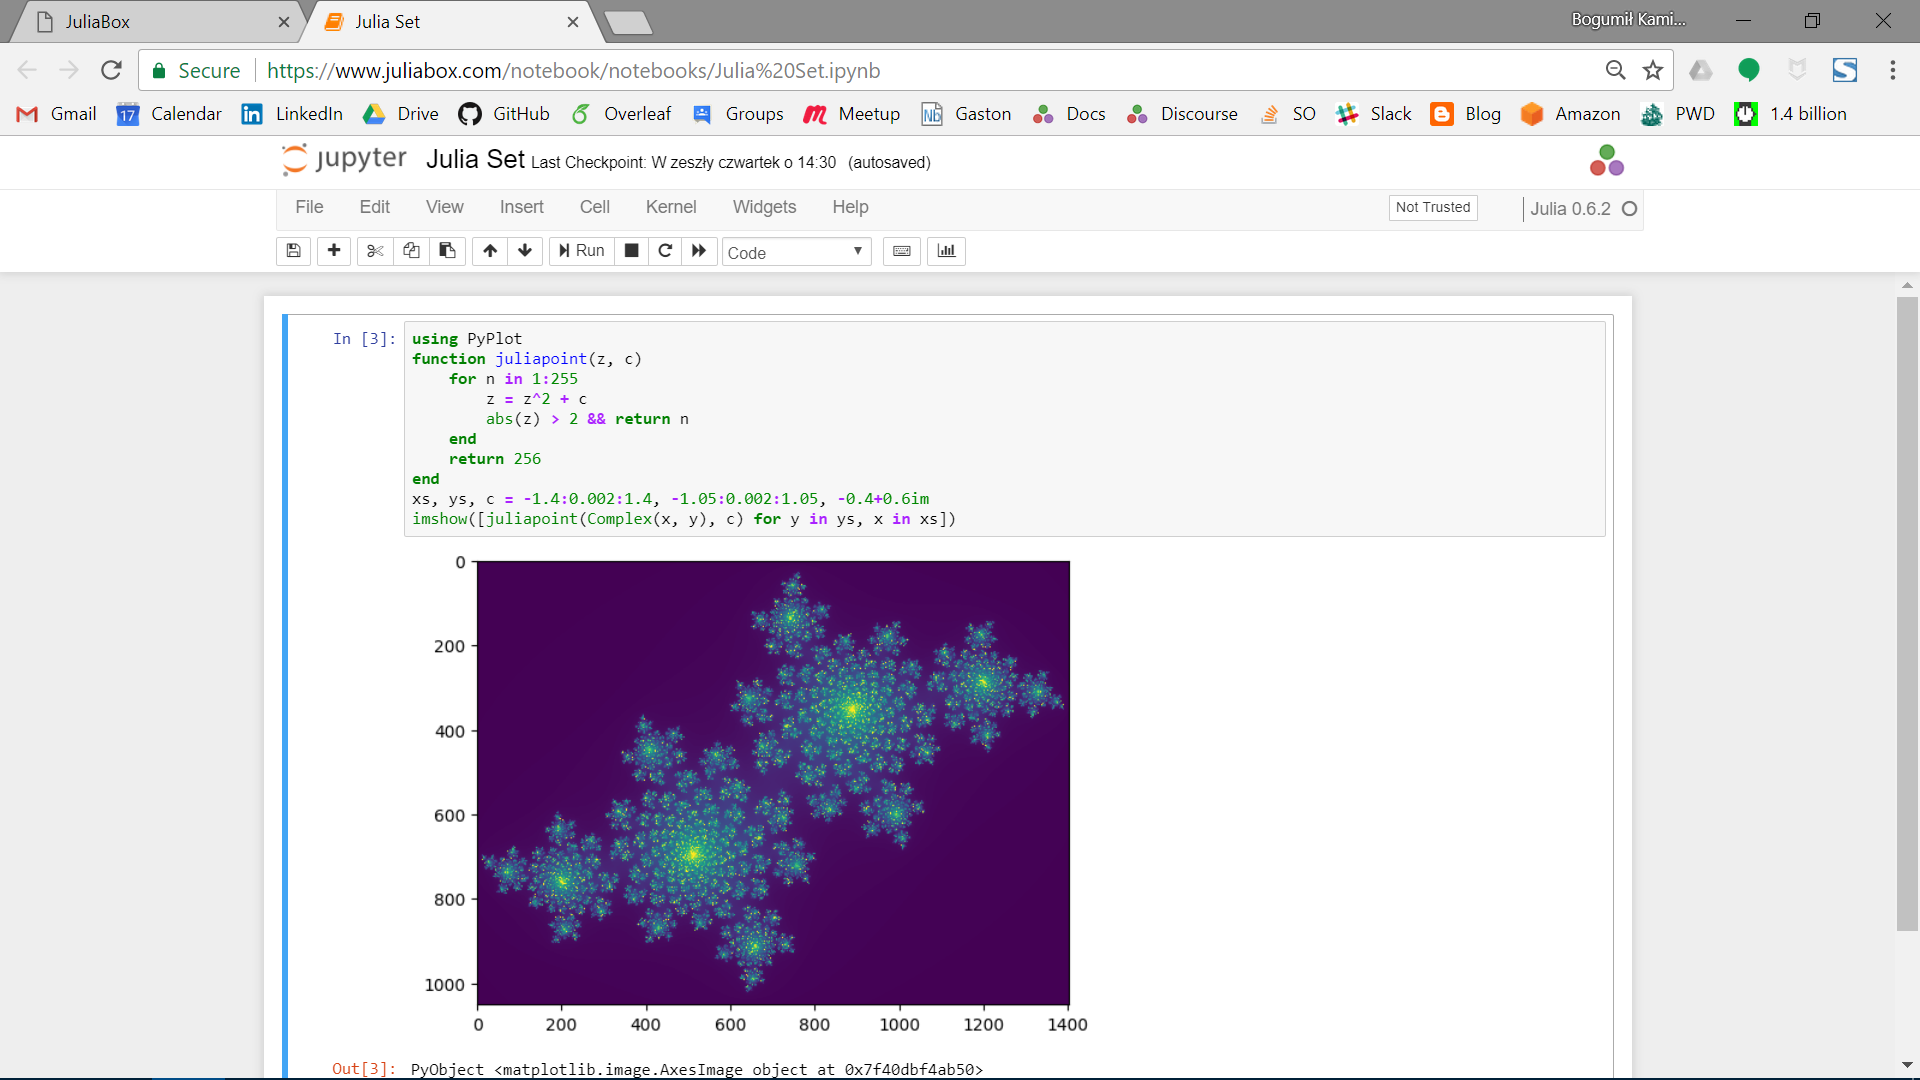 JuliaBox
Julia Set
Bogumił Kami...
Secure https://www.juliabox.com/notebook/notebooks/Julia%20Set.ipynb
Gmail 17 Calendar LinkedIn Drive GitHub Overleaf Groups Meetup Nb Gaston Docs Discourse SO Slack Blog Amazon PWD 1.4 billion
jupyter Julia Set Last Checkpoint: W zeszły czwartek o 14:30 (autosaved)
File Edit View Insert Cell Kernel Widgets Help Not Trusted Julia 0.6.2
Run Code
In [3]: using PyPlot
function juliapoint(z, c)
    for n in 1:255
        z = z^2 + c
        abs(z) > 2 && return n
    end
    return 256
end
xs, ys, c = -1.4:0.002:1.4, -1.05:0.002:1.05, -0.4+0.6im
imshow([juliapoint(Complex(x, y), c) for y in ys, x in xs])
0
200
400
600
800
1000
0 200 400 600 800 1000 1200 1400
Out[3]: PyObject <matplotlib.image.AxesImage object at 0x7f40dbf4ab50>